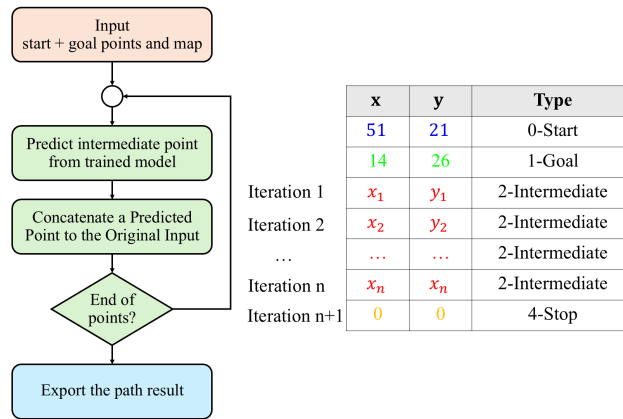 Input
start + goal points and map
Predict intermediate point
from trained model
Concatenate a Predicted
Point to the Original Input
End of
points?
Export the path result
x y Type
51 21 0-Start
14 26 1-Goal
Iteration 1 x₁ y₁ 2-Intermediate
Iteration 2 x₂ y₂ 2-Intermediate
... ... ... 2-Intermediate
Iteration n xₙ xₙ 2-Intermediate
Iteration n+1 0 0 4-Stop